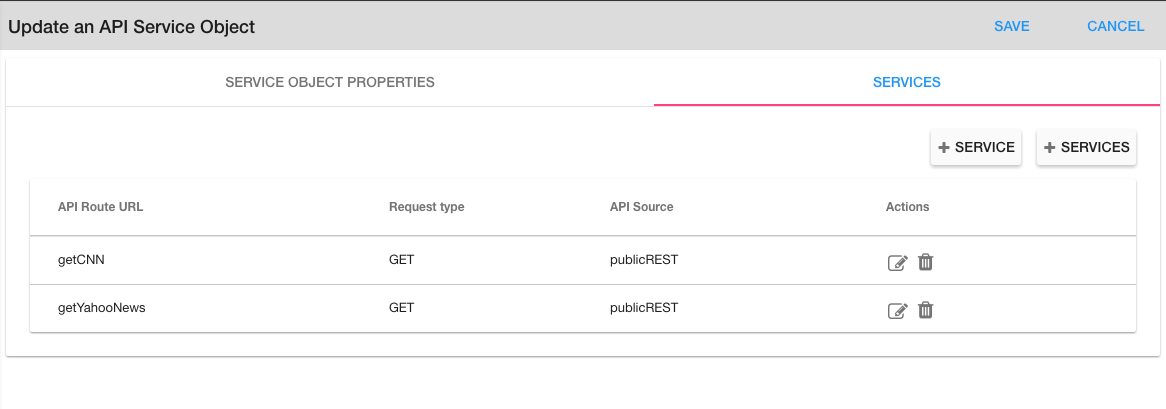 Update an API Service Object SAVE CANCEL
SERVICE OBJECT PROPERTIES SERVICES
+ SERVICE + SERVICES
API Route URL Request type API Source Actions
getCNN GET publicREST
getYahooNews GET publicREST